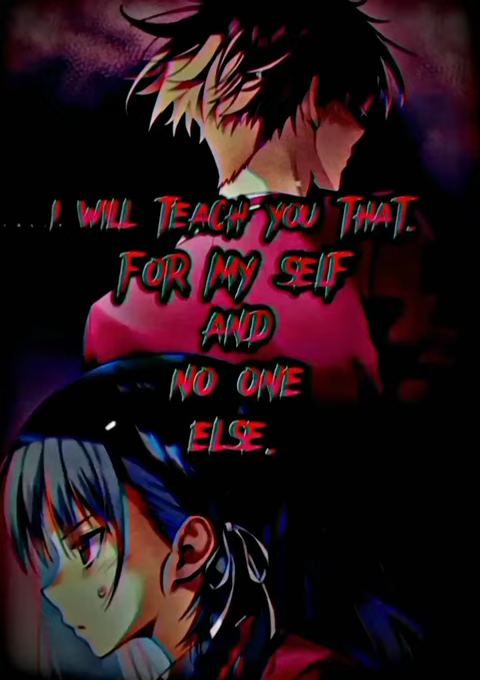 .....I WILL TEACH YOU THAT.
FOR MY SELF
AND
NO ONE
ELSE.